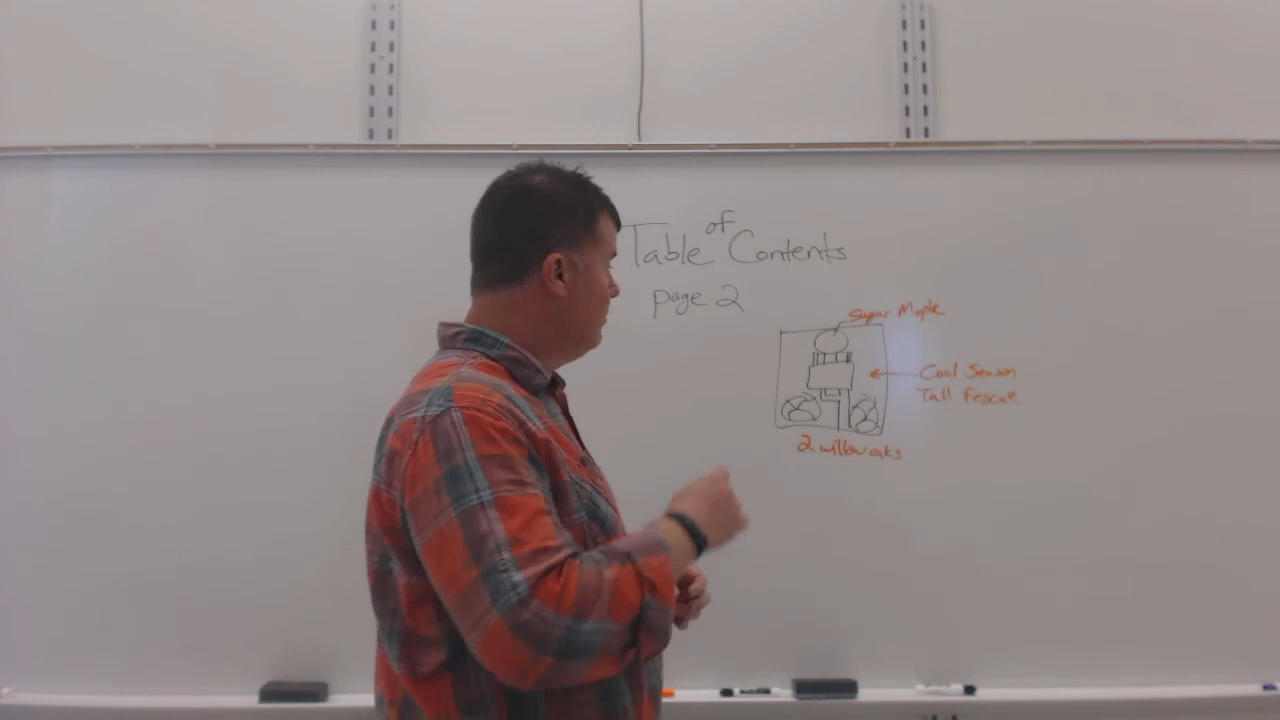 Table of Contents
page 2
Sugar Maple
Cool Season
Tall Fescue
2 willow oaks